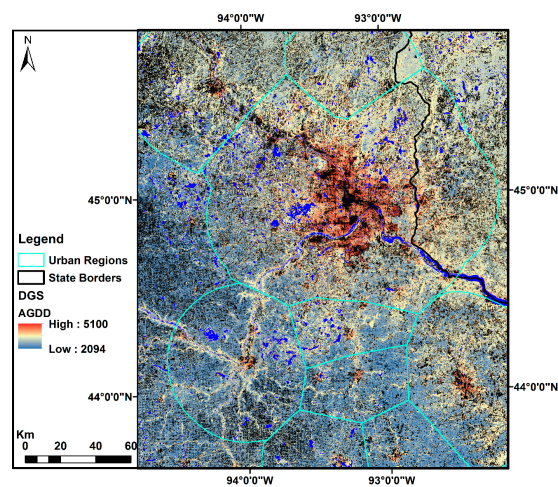 94°0'0"W 93°0'0"W
N
45°0'0"N 45°0'0"N
Legend
Urban Regions
State Borders
DGS
AGDD
High : 5100
Low : 2094
44°0'0"N 44°0'0"N
Km
0 20 40 60
94°0'0"W 93°0'0"W